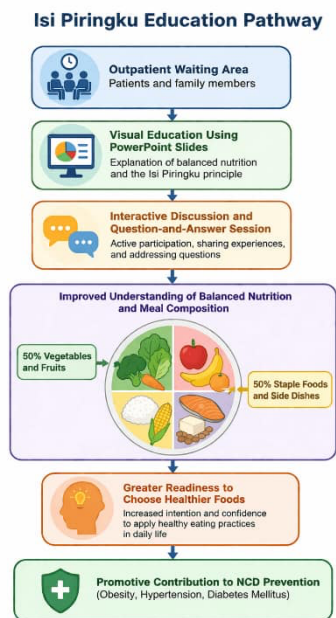 Isi Piringku Education Pathway
Outpatient Waiting Area
Patients and family members
Visual Education Using
PowerPoint Slides
Explanation of balanced nutrition
and the Isi Piringku principle
Interactive Discussion and
Question-and-Answer Session
Active participation, sharing experiences,
and addressing questions
Improved Understanding of Balanced Nutrition
and Meal Composition
50% Vegetables
and Fruits
50% Staple Foods
and Side Dishes
Greater Readiness to
Choose Healthier Foods
Increased intention and confidence
to apply healthy eating practices
in daily life
Promotive Contribution to NCD Prevention
(Obesity, Hypertension, Diabetes Mellitus)